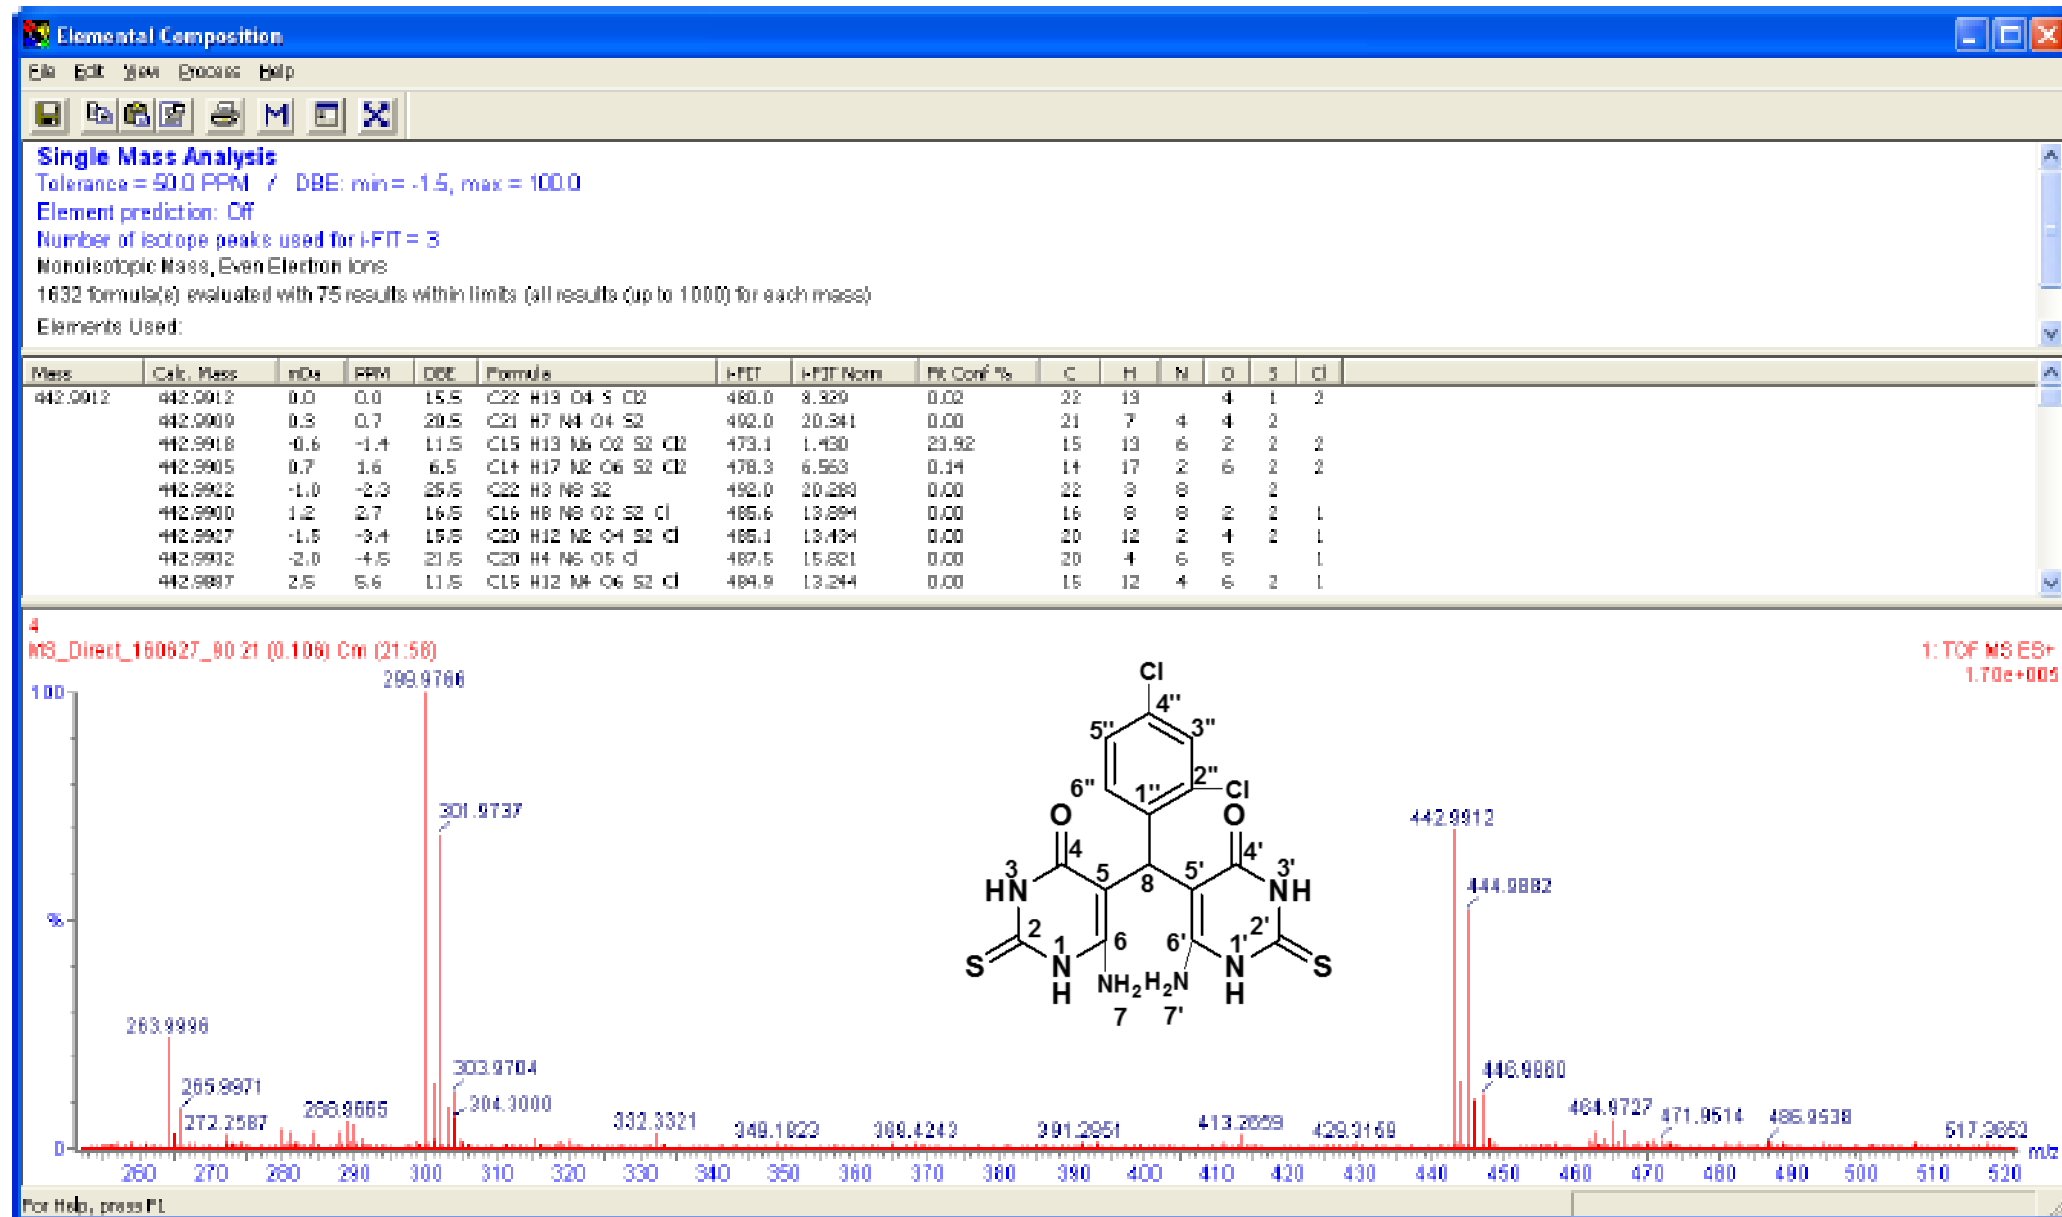 Elemental Composition
File Edit View Process Help
Single Mass Analysis
Tolerance = 50.0 PPM / DBE: min = -1.5, max = 100.0
Element prediction: Off
Number of isotope peaks used for i-FIT = 3
Monoisotopic Mass, Even Electron Ions
1632 formula(e) evaluated with 75 results within limits (all results (up to 1000) for each mass)
Elements Used:
Mass Calc. Mass mDa PPM DBE Formula i-FIT i-FIT Norm Fit Conf % C H N O S Cl
442.9912 442.9912 0.0 0.0 15.5 C22 H13 O4 S Cl2 480.0 8.329 0.02 22 13 4 1 2
442.9909 0.3 0.7 20.5 C21 H7 N4 O4 S2 492.0 20.341 0.00 21 7 4 4 2
442.9918 -0.6 -1.4 11.5 C15 H13 N6 O2 S2 Cl2 473.1 1.430 23.92 15 13 6 2 2 2
442.9905 0.7 1.6 6.5 C14 H17 N2 O6 S2 Cl2 478.3 6.563 0.14 14 17 2 6 2 2
442.9922 -1.0 -2.3 25.5 C22 H3 N8 S2 492.0 20.280 0.00 22 3 8 2
442.9900 1.2 2.7 16.5 C16 H8 N8 O2 S2 Cl 485.6 13.894 0.00 16 8 8 2 2 1
442.9927 -1.5 -3.4 15.5 C20 H12 N2 O4 S2 Cl 485.1 13.434 0.00 20 12 2 4 2 1
442.9932 -2.0 -4.5 21.5 C20 H4 N6 O5 Cl 487.5 15.821 0.00 20 4 6 5 1
442.9887 2.5 5.6 11.5 C15 H12 N4 O6 S2 Cl 484.9 13.244 0.00 15 12 4 6 2 1
4
MS_Direct_160627_90 21 (0.106) Cm (21:56)
1: TOF MS ES+
1.70e+005
100
%
0
299.9766
301.9737
263.9996
265.9971
272.2587
288.9665
303.9704
304.3000
332.3321
349.1823
368.4243
391.2951
413.2659
429.3169
442.9912
444.9882
446.9860
464.9727
471.9514
486.9538
517.3652
Cl
4"
5" 3"
6" 2" Cl
1"
O O
4 4'
3 5 5' 3'
HN 8 NH
2 6 6' 2'
1 1'
S N NH2 H2N N S
H 7 7' H
260 270 280 290 300 310 320 330 340 350 360 370 380 390 400 410 420 430 440 450 460 470 480 490 500 510 520 m/z
For Help, press F1